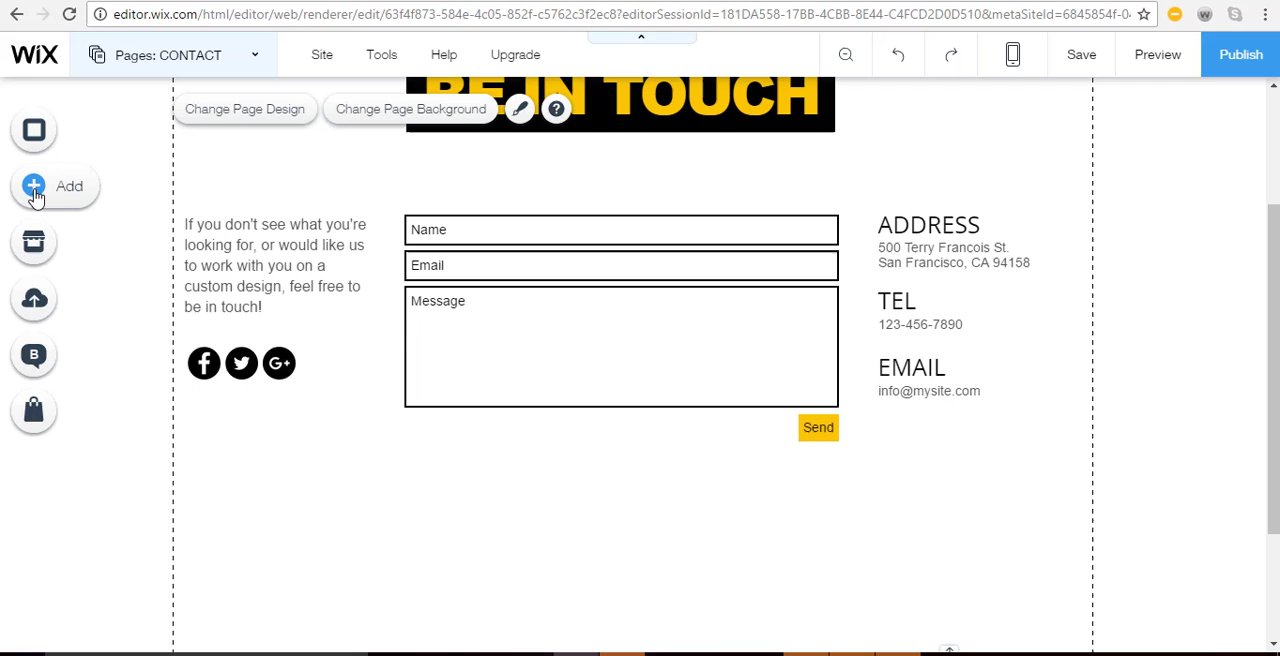 editor.wix.com/html/editor/web/renderer/edit/63f4f873-584e-4c05-852f-c5762c3f2ec8?editorSessionId=181DA558-17BB-4CBB-8E44-C4FCD2D0D510&metaSiteId=6845854f-04
WiX Pages: CONTACT Site Tools Help Upgrade Save Preview Publish
BE IN TOUCH
Change Page Design Change Page Background ?
Add
If you don't see what you're
looking for, or would like us
to work with you on a
custom design, feel free to
be in touch!
Name
Email
Message
Send
ADDRESS
500 Terry Francois St.
San Francisco, CA 94158
TEL
123-456-7890
EMAIL
info@mysite.com